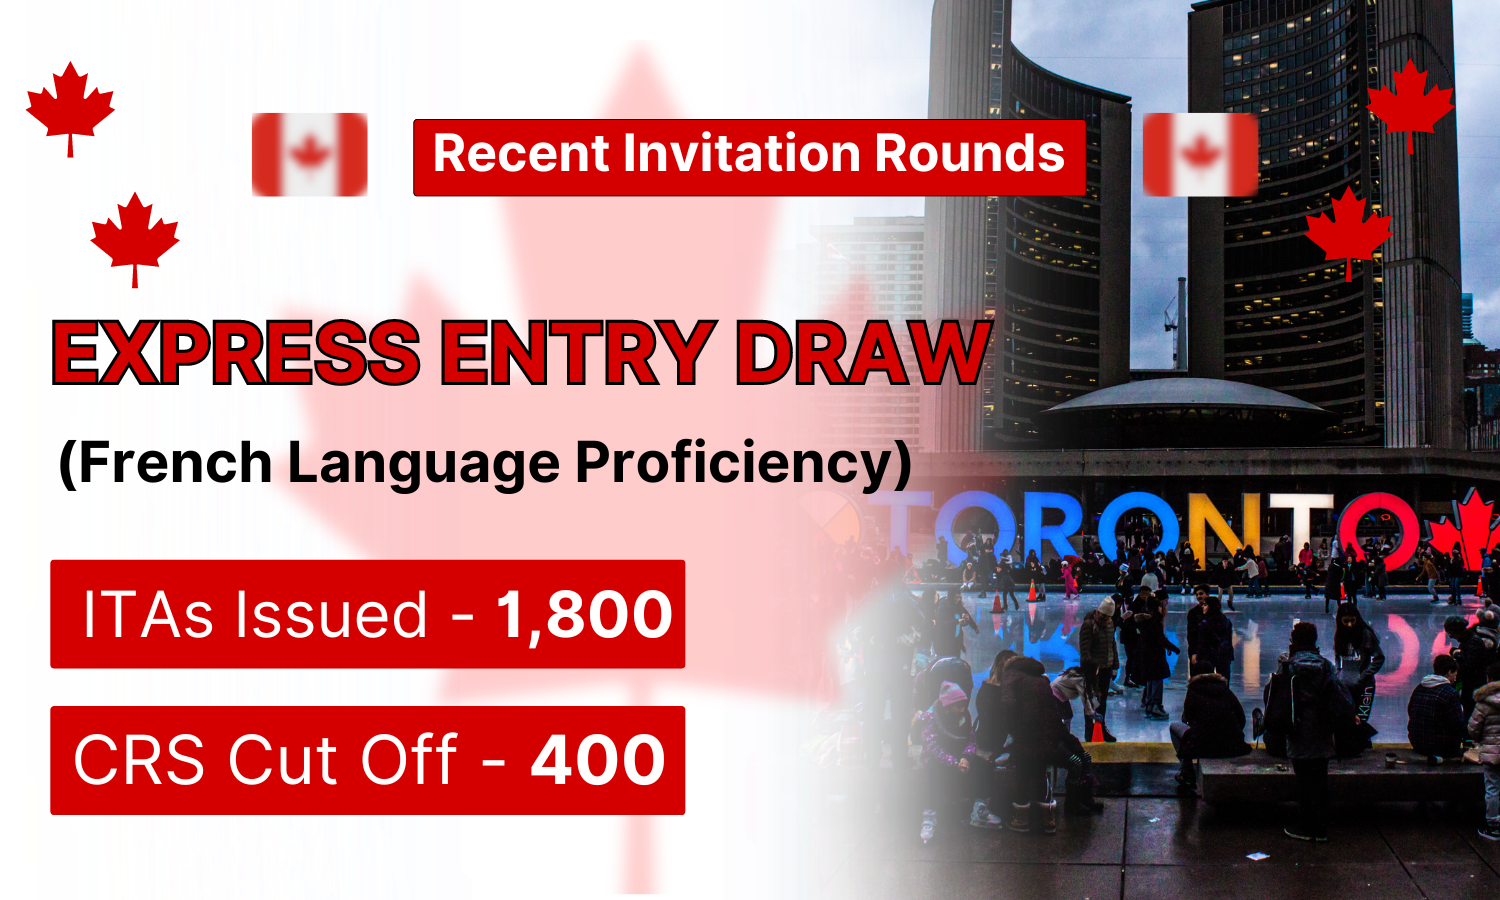 Recent Invitation Rounds
EXPRESS ENTRY DRAW
(French Language Proficiency)
TORONTO
ITAs Issued - 1,800
CRS Cut Off - 400